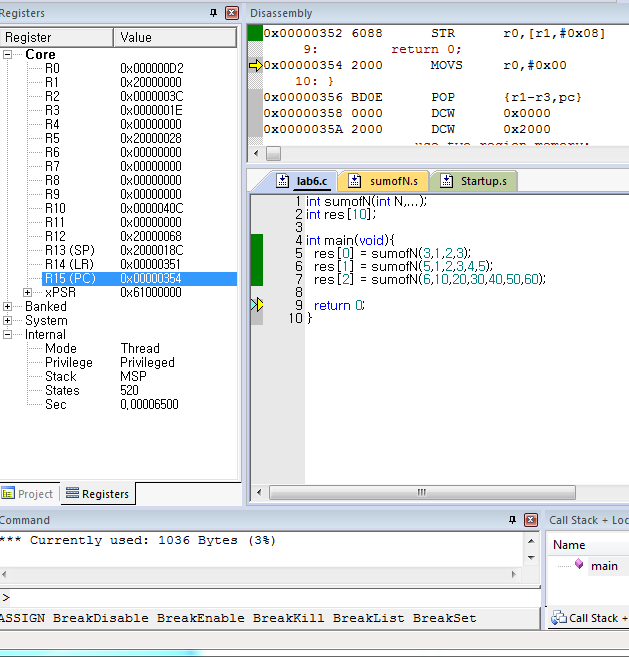 Registers
Register Value
Core
R0 0x000000D2
R1 0x20000000
R2 0x0000003C
R3 0x0000001E
R4 0x00000000
R5 0x20000028
R6 0x00000000
R7 0x00000000
R8 0x00000000
R9 0x00000000
R10 0x0000040C
R11 0x00000000
R12 0x20000068
R13 (SP) 0x2000018C
R14 (LR) 0x00000351
R15 (PC) 0x00000354
xPSR 0x61000000
Banked
System
Internal
Mode Thread
Privilege Privileged
Stack MSP
States 520
Sec 0,00006500
Project Registers
Disassembly
0x00000352 6088 STR r0,[r1,#0x08]
9: return 0;
0x00000354 2000 MOVS r0,#0x00
10: }
0x00000356 BD0E POP {r1-r3,pc}
0x00000358 0000 DCW 0x0000
0x0000035A 2000 DCW 0x2000
use two region memory:
lab6.c sumofN.s Startup.s
1 int sumofN(int N,...);
2 int res[10];
3
4 int main(void){
5 res[0] = sumofN(3,1,2,3);
6 res[1] = sumofN(5,1,2,3,4,5);
7 res[2] = sumofN(6,10,20,30,40,50,60);
8
9 return 0;
10 }
Command
*** Currently used: 1036 Bytes (3%)
>
ASSIGN BreakDisable BreakEnable BreakKill BreakList BreakSet
Call Stack + Loc
Name
main
Call Stack +